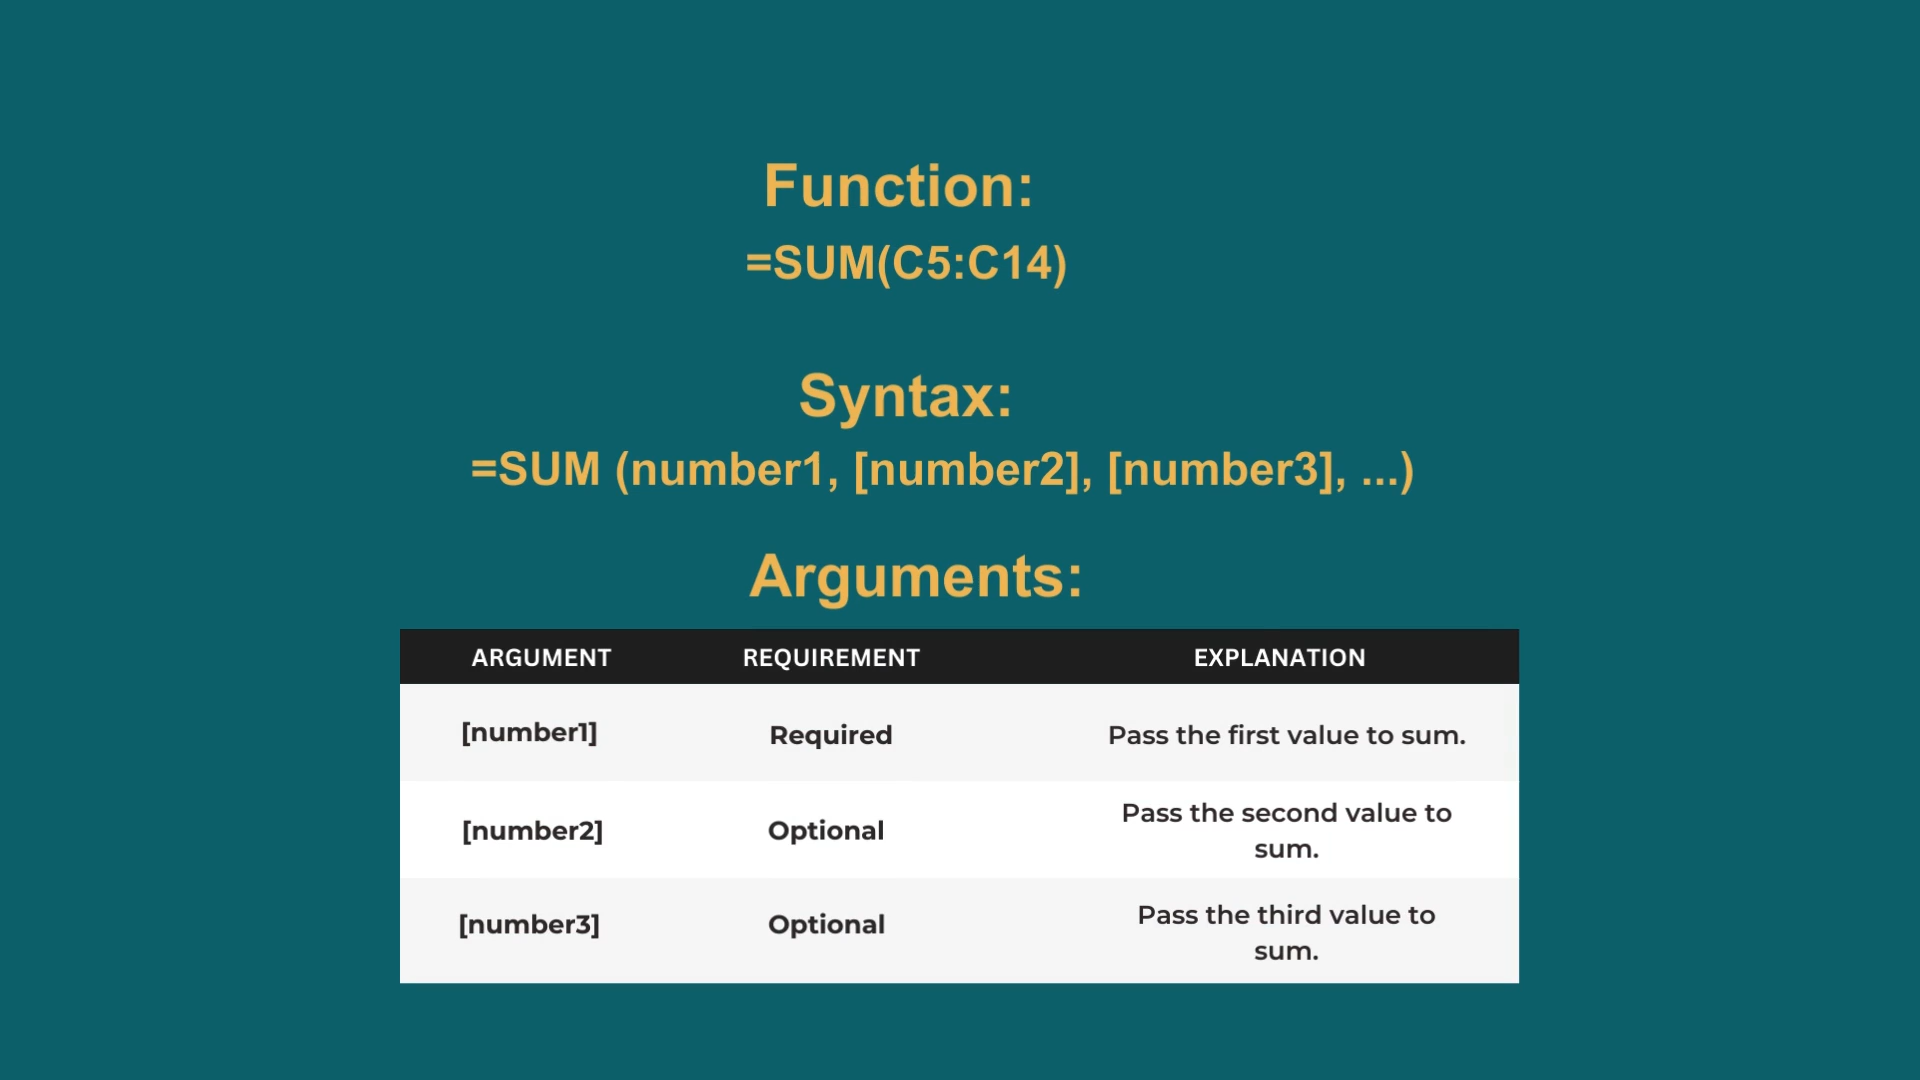 Function:
=SUM(C5:C14)
Syntax:
=SUM (number1, [number2], [number3], ...)
Arguments:
ARGUMENT REQUIREMENT EXPLANATION
[number1] Required Pass the first value to sum.
[number2] Optional Pass the second value to
sum.
[number3] Optional Pass the third value to
sum.